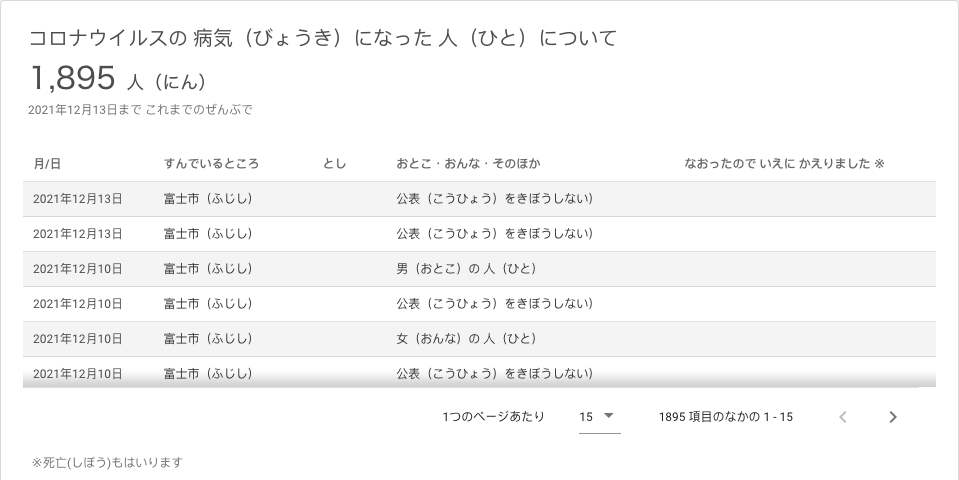 コロナウイルスの 病気（びょうき）になった 人（ひと）について
1,895 人（にん）
2021年12月13日まで これまでのぜんぶで
月/日 すんでいるところ とし おとこ・おんな・そのほか なおったので いえに かえりました ※
2021年12月13日 富士市（ふじし） 公表（こうひょう）をきぼうしない）
2021年12月13日 富士市（ふじし） 公表（こうひょう）をきぼうしない）
2021年12月10日 富士市（ふじし） 男（おとこ）の 人（ひと）
2021年12月10日 富士市（ふじし） 公表（こうひょう）をきぼうしない）
2021年12月10日 富士市（ふじし） 女（おんな）の 人（ひと）
2021年12月10日 富士市（ふじし） 公表（こうひょう）をきぼうしない）
1つのページあたり 15 1895 項目のなかの 1 - 15
※死亡(しぼう)もはいります